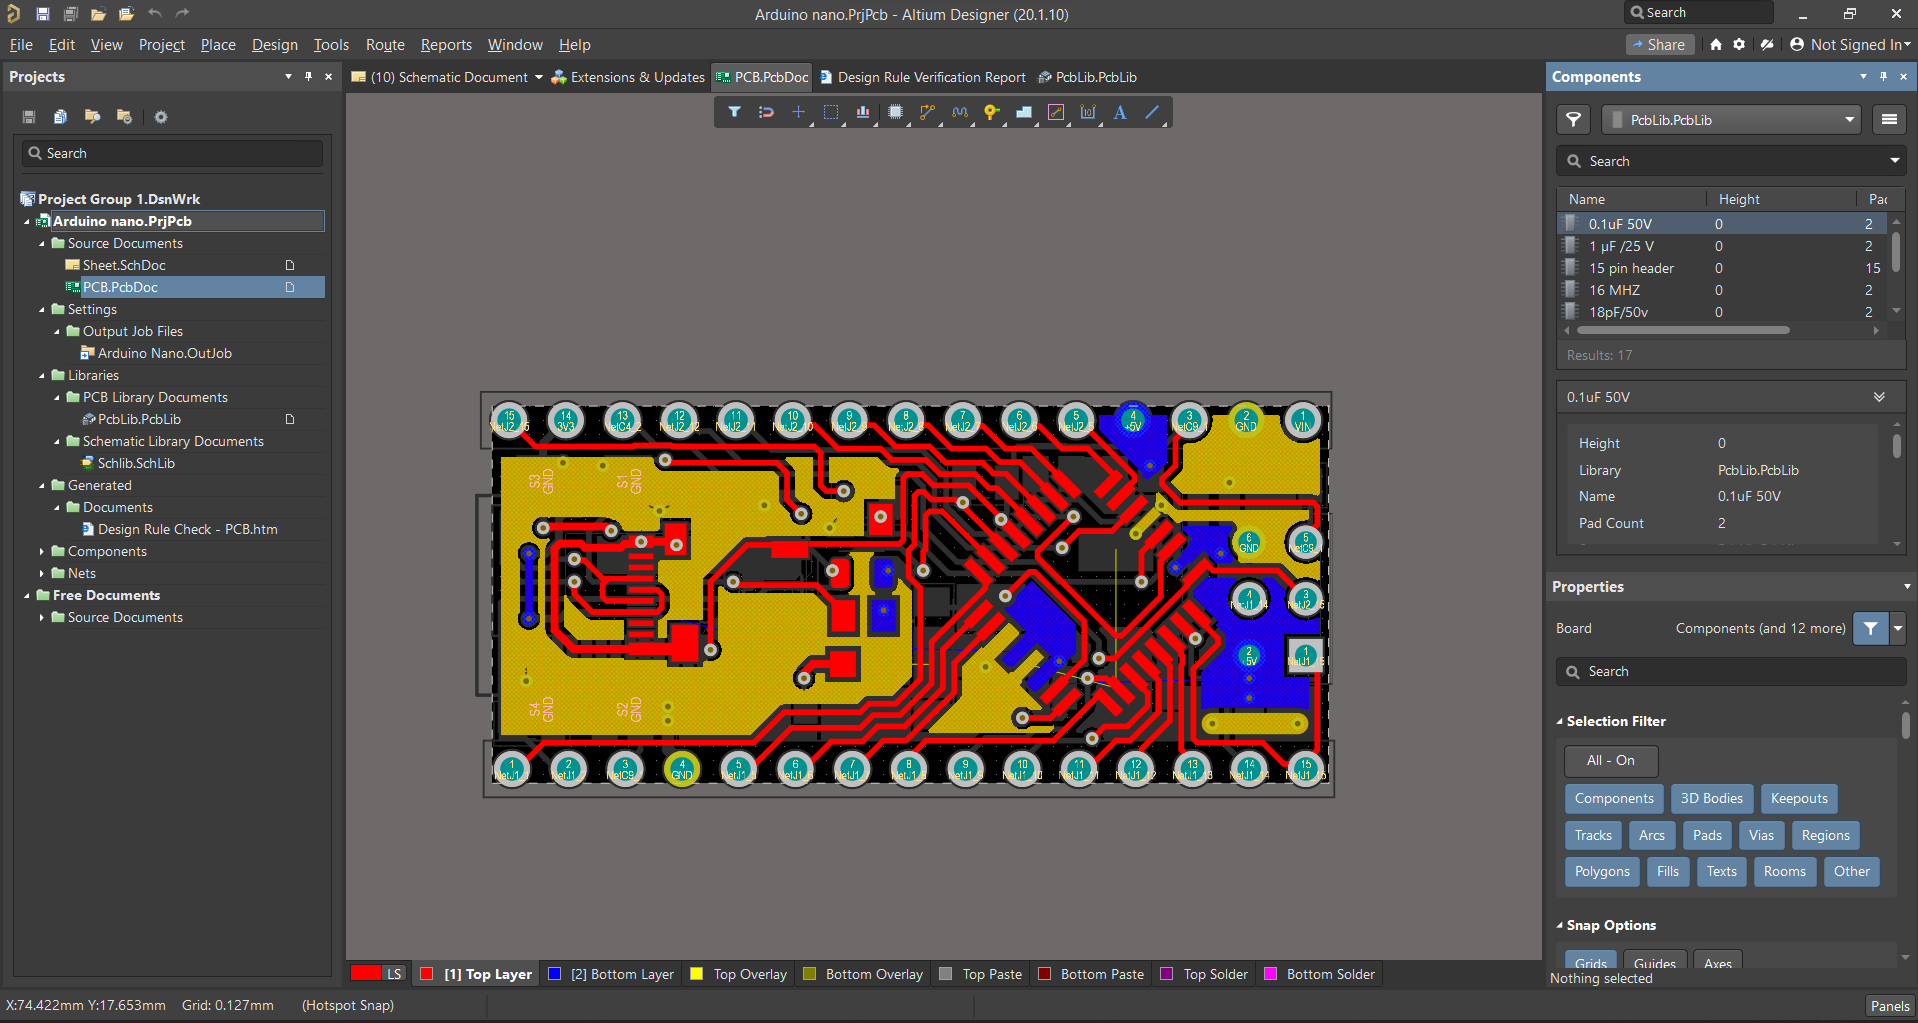 Arduino nano.PrjPcb - Altium Designer (20.1.10)
Search
File Edit View Project Place Design Tools Route Reports Window Help
Share
Not Signed In
Projects
(10) Schematic Document
Extensions & Updates
PCB.PcbDoc
Design Rule Verification Report
PcbLib.PcbLib
Search
Project Group 1.DsnWrk
Arduino nano.PrjPcb
Source Documents
Sheet.SchDoc
PCB.PcbDoc
Settings
Output Job Files
Arduino Nano.OutJob
Libraries
PCB Library Documents
PcbLib.PcbLib
Schematic Library Documents
Schlib.SchLib
Generated
Documents
Design Rule Check - PCB.htm
Components
Nets
Free Documents
Source Documents
15 14 13 12 11 10 9 8 7 6 5 4 3 2 1
3V3 +5V GND VIN
S3 GND
S1 GND
6 GND
5
4
3
2 +5V
1
S4 GND
S2 GND
1 2 3 4 5 6 7 8 9 10 11 12 13 14 15
GND
LS
[1] Top Layer
[2] Bottom Layer
Top Overlay
Bottom Overlay
Top Paste
Bottom Paste
Top Solder
Bottom Solder
X:74.422mm Y:17.653mm Grid: 0.127mm (Hotspot Snap)
Components
PcbLib.PcbLib
Search
Name Height Pac
0.1uF 50V 0 2
1 µF /25 V 0 2
15 pin header 0 15
16 MHZ 0 2
18pF/50v 0 2
Results: 17
0.1uF 50V
Height 0
Library PcbLib.PcbLib
Name 0.1uF 50V
Pad Count 2
Properties
Board Components (and 12 more)
Search
Selection Filter
All - On
Components 3D Bodies Keepouts
Tracks Arcs Pads Vias Regions
Polygons Fills Texts Rooms Other
Snap Options
Grids Guides Axes
Nothing selected
Panels